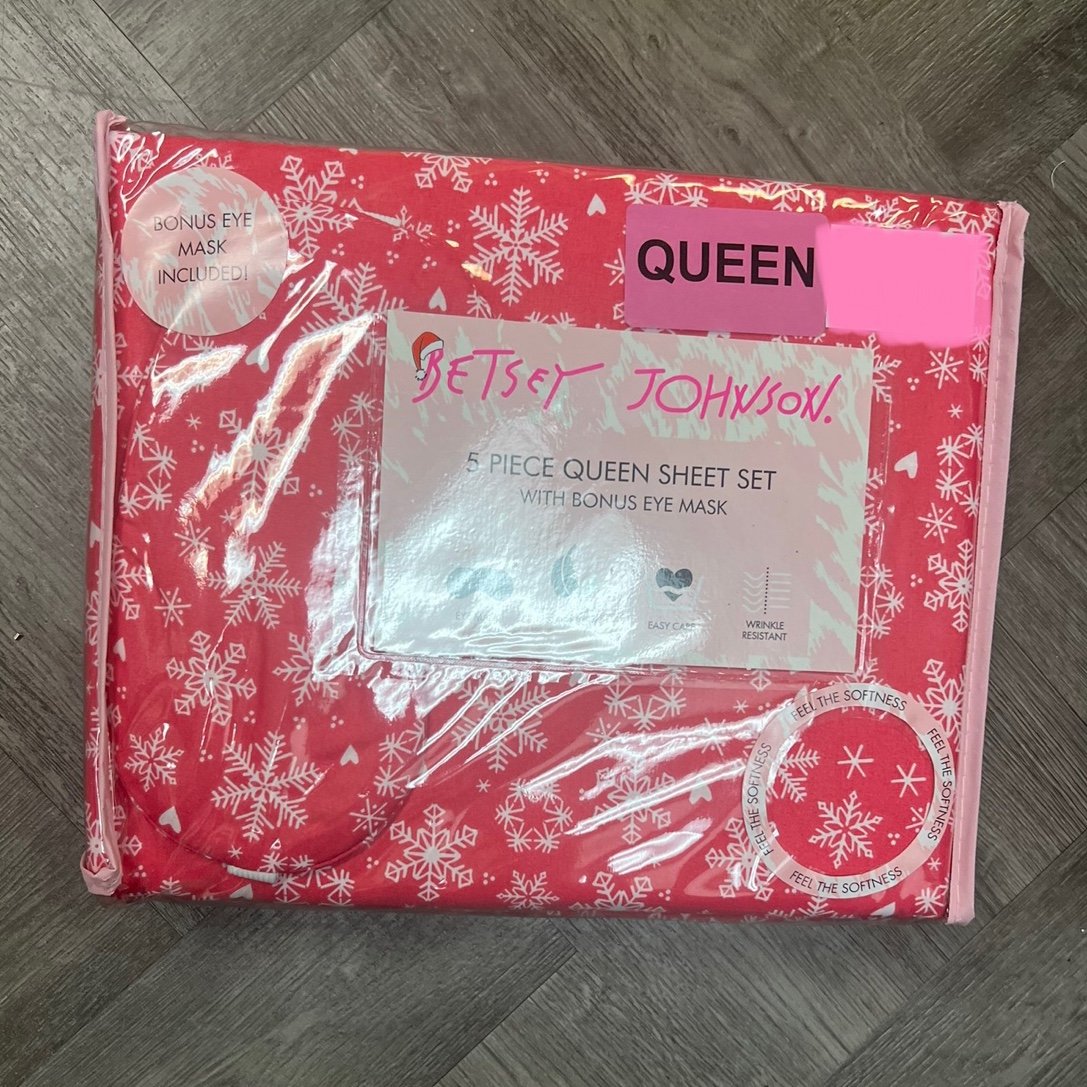 BONUS EYE
MASK
INCLUDED!
QUEEN
BETSEY JOHNSON.
5 PIECE QUEEN SHEET SET
WITH BONUS EYE MASK
EASY CARE
WRINKLE
RESISTANT
FEEL THE SOFTNESS
FEEL THE SOFTNESS
FEEL THE SOFTNESS
FEEL THE SOFTNESS